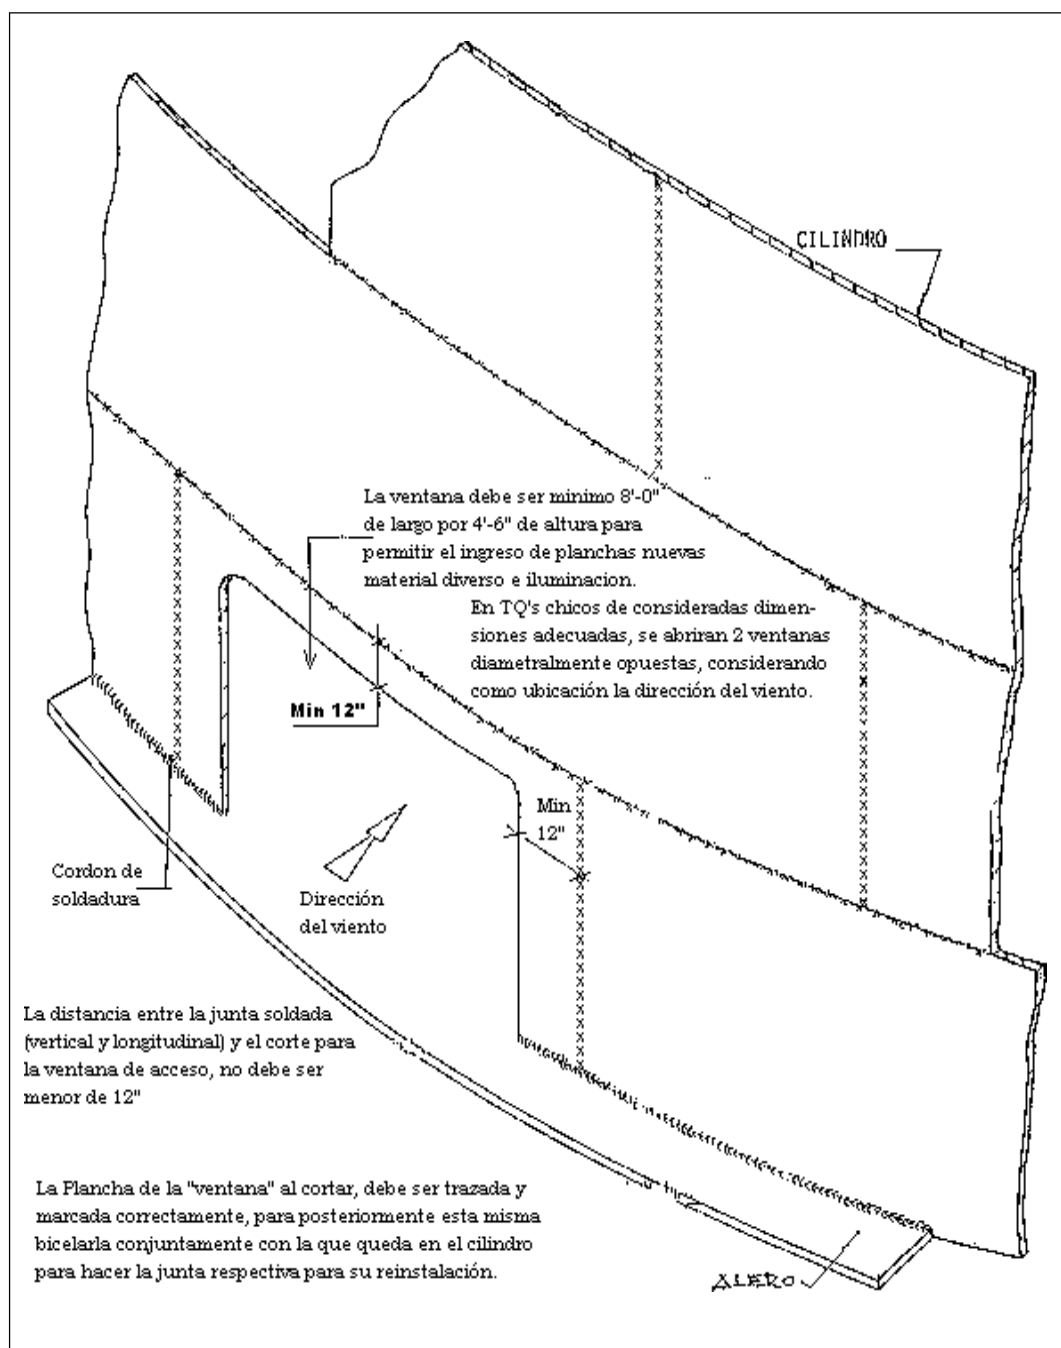 CILINDRO
La ventana debe ser minimo 8'-0"
de largo por 4'-6" de altura para
permitir el ingreso de planchas nuevas
material diverso e iluminacion.
En TQ's chicos de consideradas dimen-
siones adecuadas, se abriran 2 ventanas
diametralmente opuestas, considerando
como ubicación la dirección del viento.
Min 12"
Min
12"
Cordon de
soldadura
Dirección
del viento
La distancia entre la junta soldada
(vertical y longitudinal) y el corte para
la ventana de acceso, no debe ser
menor de 12"
La Plancha de la "ventana" al cortar, debe ser trazada y
marcada correctamente, para posteriormente esta misma
bicelarla conjuntamente con la que queda en el cilindro
para hacer la junta respectiva para su reinstalación.
ALERO